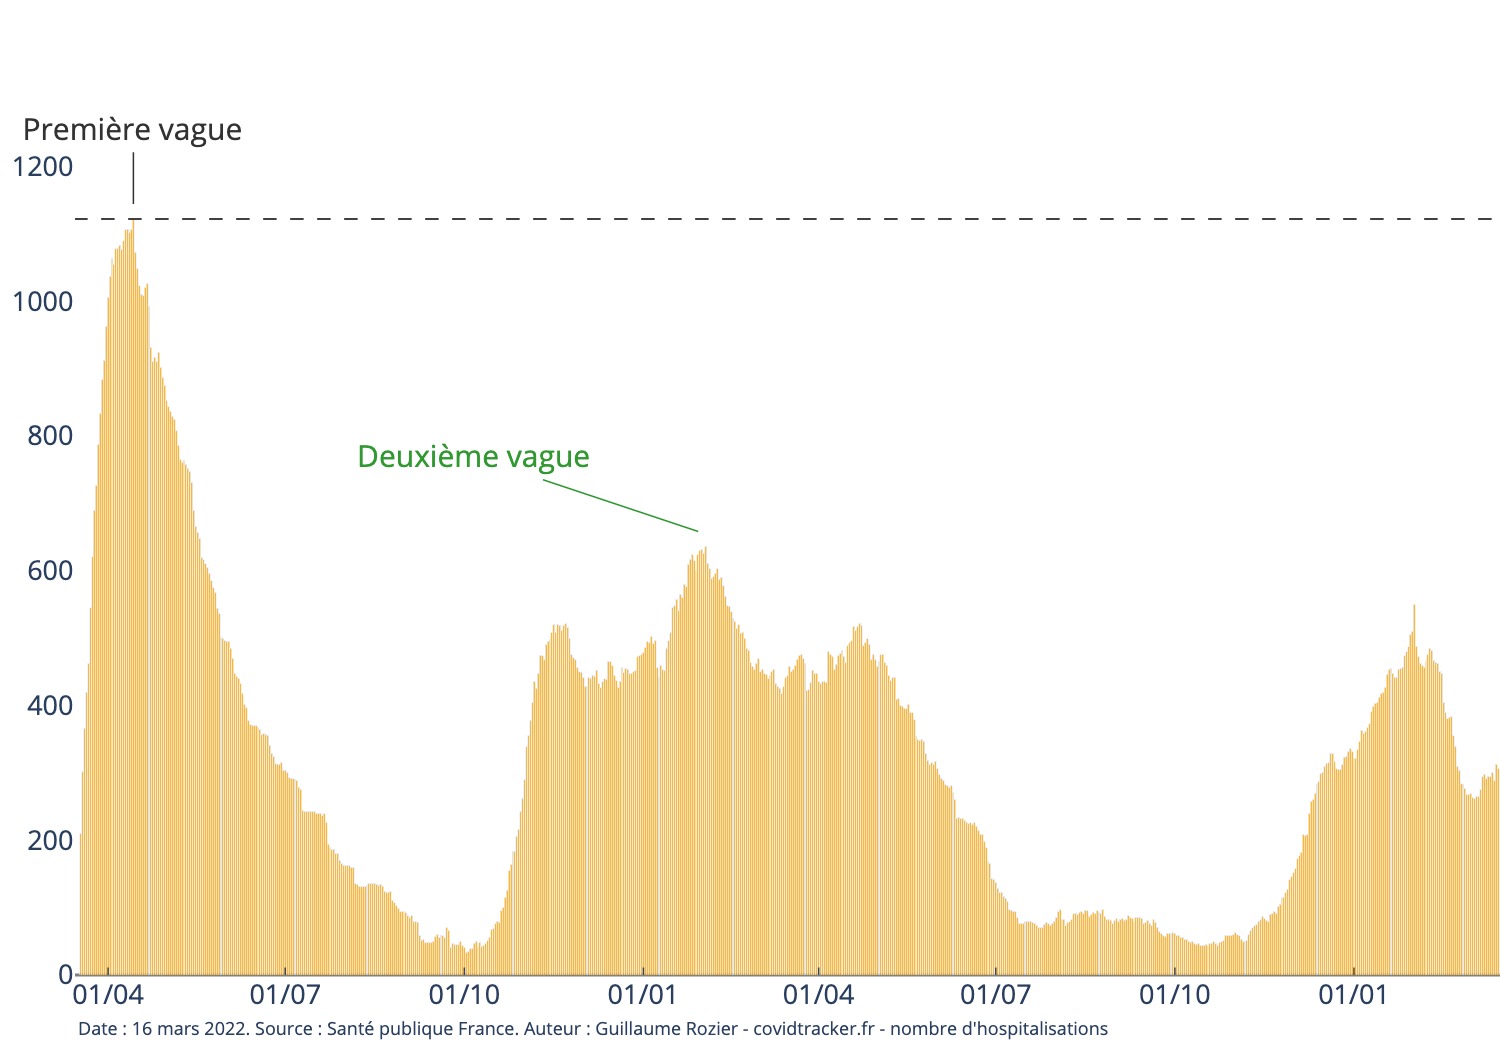 Première vague
1200
1000
800
Deuxième vague
600
400
200
0
01/04 01/07 01/10 01/01 01/04 01/07 01/10 01/01
Date : 16 mars 2022. Source : Santé publique France. Auteur : Guillaume Rozier - covidtracker.fr - nombre d'hospitalisations